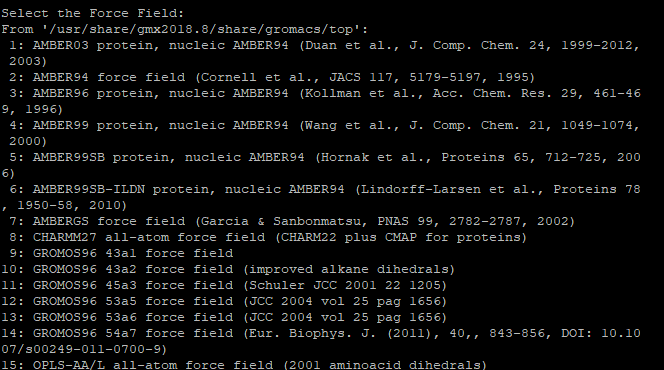 Select the Force Field:
From '/usr/share/gmx2018.8/share/gromacs/top':
 1: AMBER03 protein, nucleic AMBER94 (Duan et al., J. Comp. Chem. 24, 1999-2012,
 2003)
 2: AMBER94 force field (Cornell et al., JACS 117, 5179-5197, 1995)
 3: AMBER96 protein, nucleic AMBER94 (Kollman et al., Acc. Chem. Res. 29, 461-46
9, 1996)
 4: AMBER99 protein, nucleic AMBER94 (Wang et al., J. Comp. Chem. 21, 1049-1074,
 2000)
 5: AMBER99SB protein, nucleic AMBER94 (Hornak et al., Proteins 65, 712-725, 200
6)
 6: AMBER99SB-ILDN protein, nucleic AMBER94 (Lindorff-Larsen et al., Proteins 78
, 1950-58, 2010)
 7: AMBERGS force field (Garcia & Sanbonmatsu, PNAS 99, 2782-2787, 2002)
 8: CHARMM27 all-atom force field (CHARM22 plus CMAP for proteins)
 9: GROMOS96 43a1 force field
10: GROMOS96 43a2 force field (improved alkane dihedrals)
11: GROMOS96 45a3 force field (Schuler JCC 2001 22 1205)
12: GROMOS96 53a5 force field (JCC 2004 vol 25 pag 1656)
13: GROMOS96 53a6 force field (JCC 2004 vol 25 pag 1656)
14: GROMOS96 54a7 force field (Eur. Biophys. J. (2011), 40,, 843-856, DOI: 10.10
07/s00249-011-0700-9)
15: OPLS-AA/L all-atom force field (2001 aminoacid dihedrals)